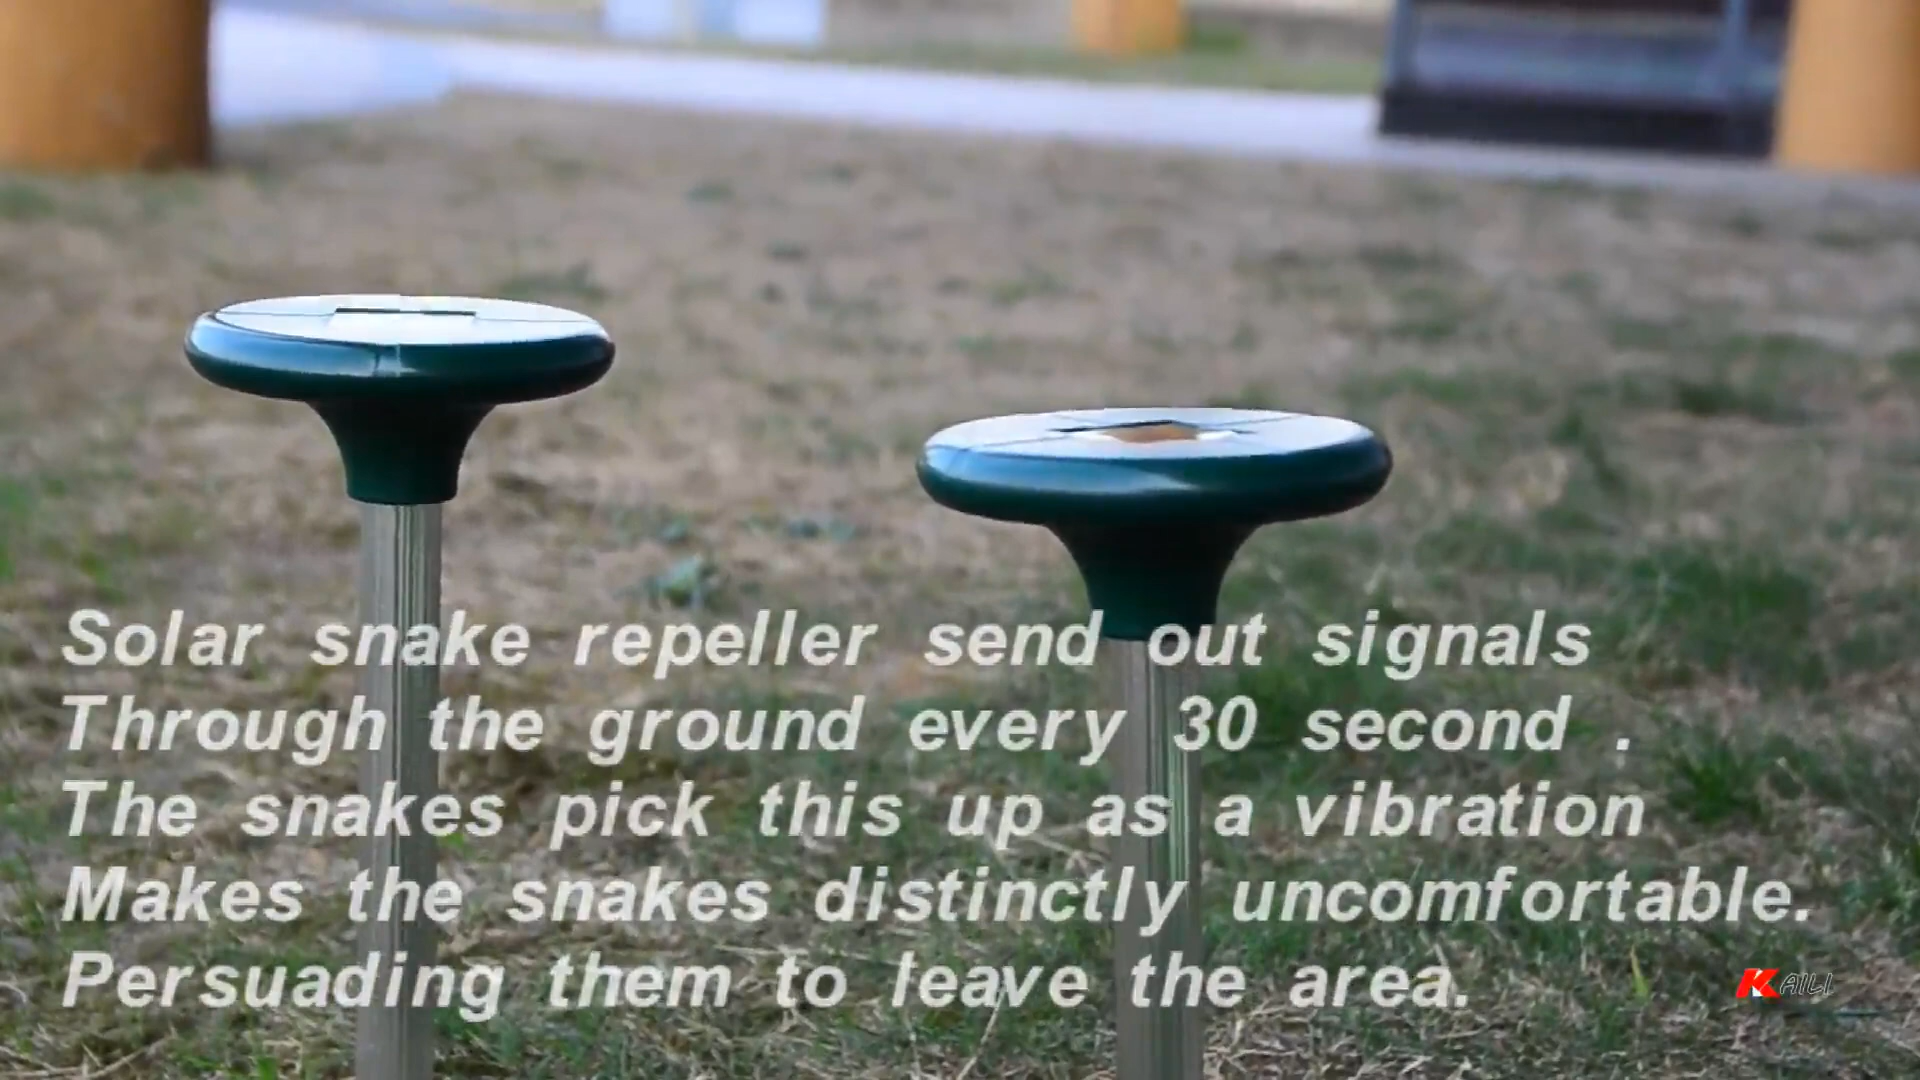 Solar snake repeller send out signals
Through the ground every 30 second .
The snakes pick this up as a vibration
Makes the snakes distinctly uncomfortable.
Persuading them to leave the area.
KAILI